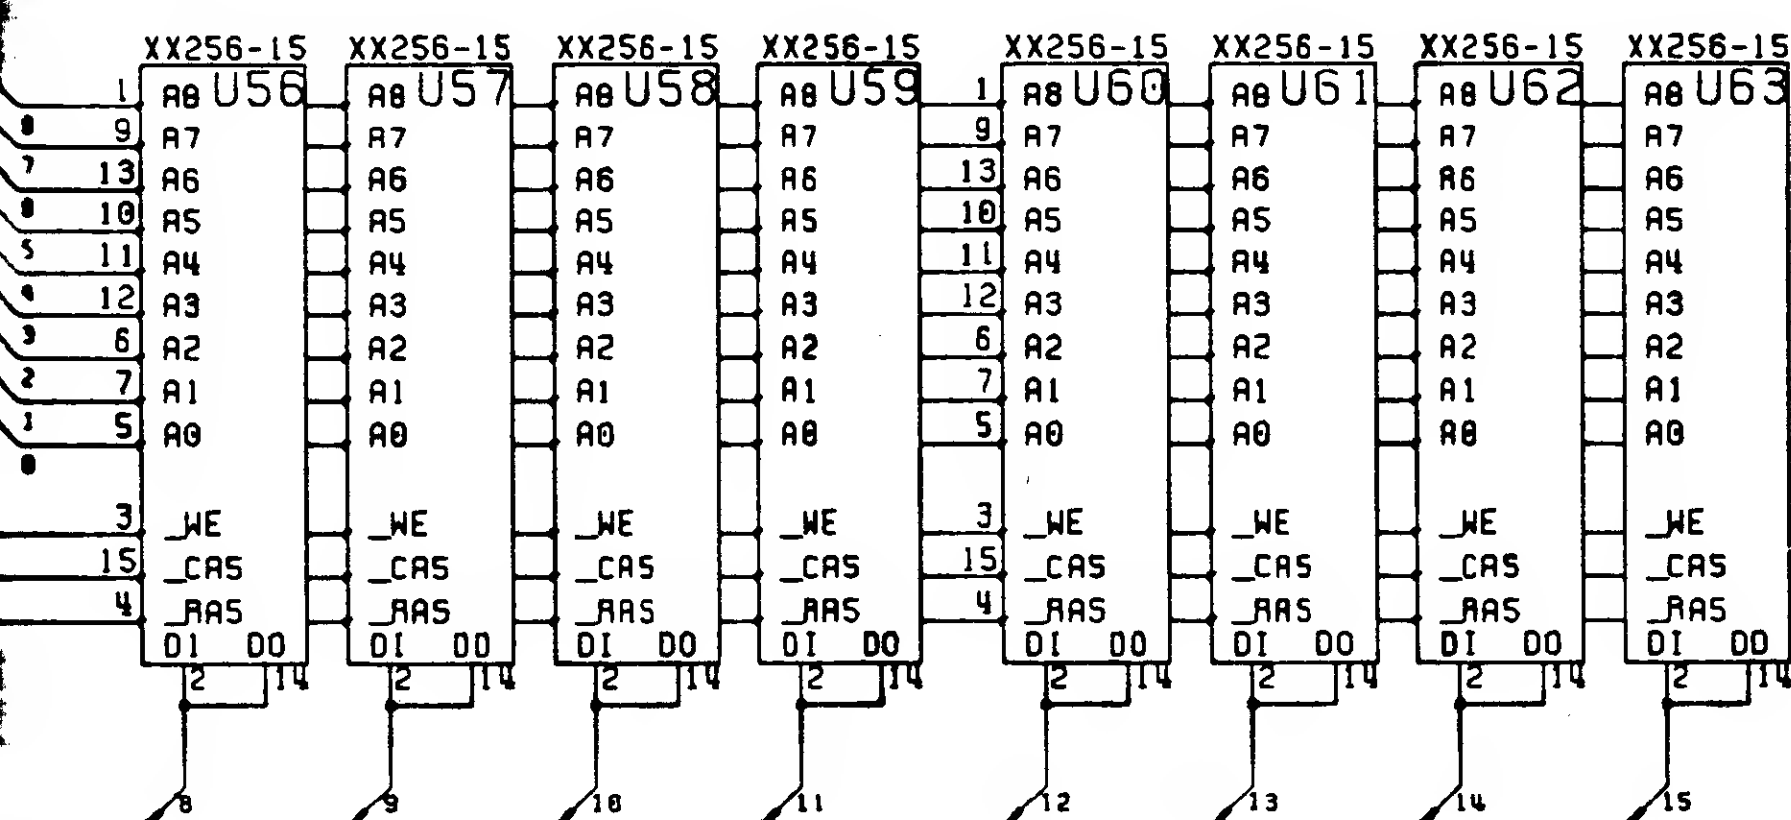 XX256-15 XX256-15 XX256-15 XX256-15 XX256-15 XX256-15 XX256-15 XX256-15
U56 U57 U58 U59 U60 U61 U62 U63
1 A8 A8 A8 A8 1 A8 A8 A8 A8
8 9 A7 A7 A7 A7 9 A7 A7 A7 A7
7 13 A6 A6 A6 A6 13 A6 A6 A6 A6
10 A5 A5 A5 A5 10 A5 A5 A5 A5
5 11 A4 A4 A4 A4 11 A4 A4 A4 A4
4 12 A3 A3 A3 A3 12 A3 A3 A3 A3
3 6 A2 A2 A2 A2 6 A2 A2 A2 A2
2 7 A1 A1 A1 A1 7 A1 A1 A1 A1
1 5 A0 A0 A0 A0 5 A0 A0 A0 A0
0
3 _WE _WE _WE _WE 3 _WE _WE _WE _WE
15 _CAS _CAS _CAS _CAS 15 _CAS _CAS _CAS _CAS
4 _RAS _RAS _RAS _RAS 4 _RAS _RAS _RAS _RAS
DI DO DI DO DI DO DI DO DI DO DI DO DI DO DI DO
2 14 2 14 2 14 2 14 2 14 2 14 2 14 2 14
8 9 10 11 12 13 14 15